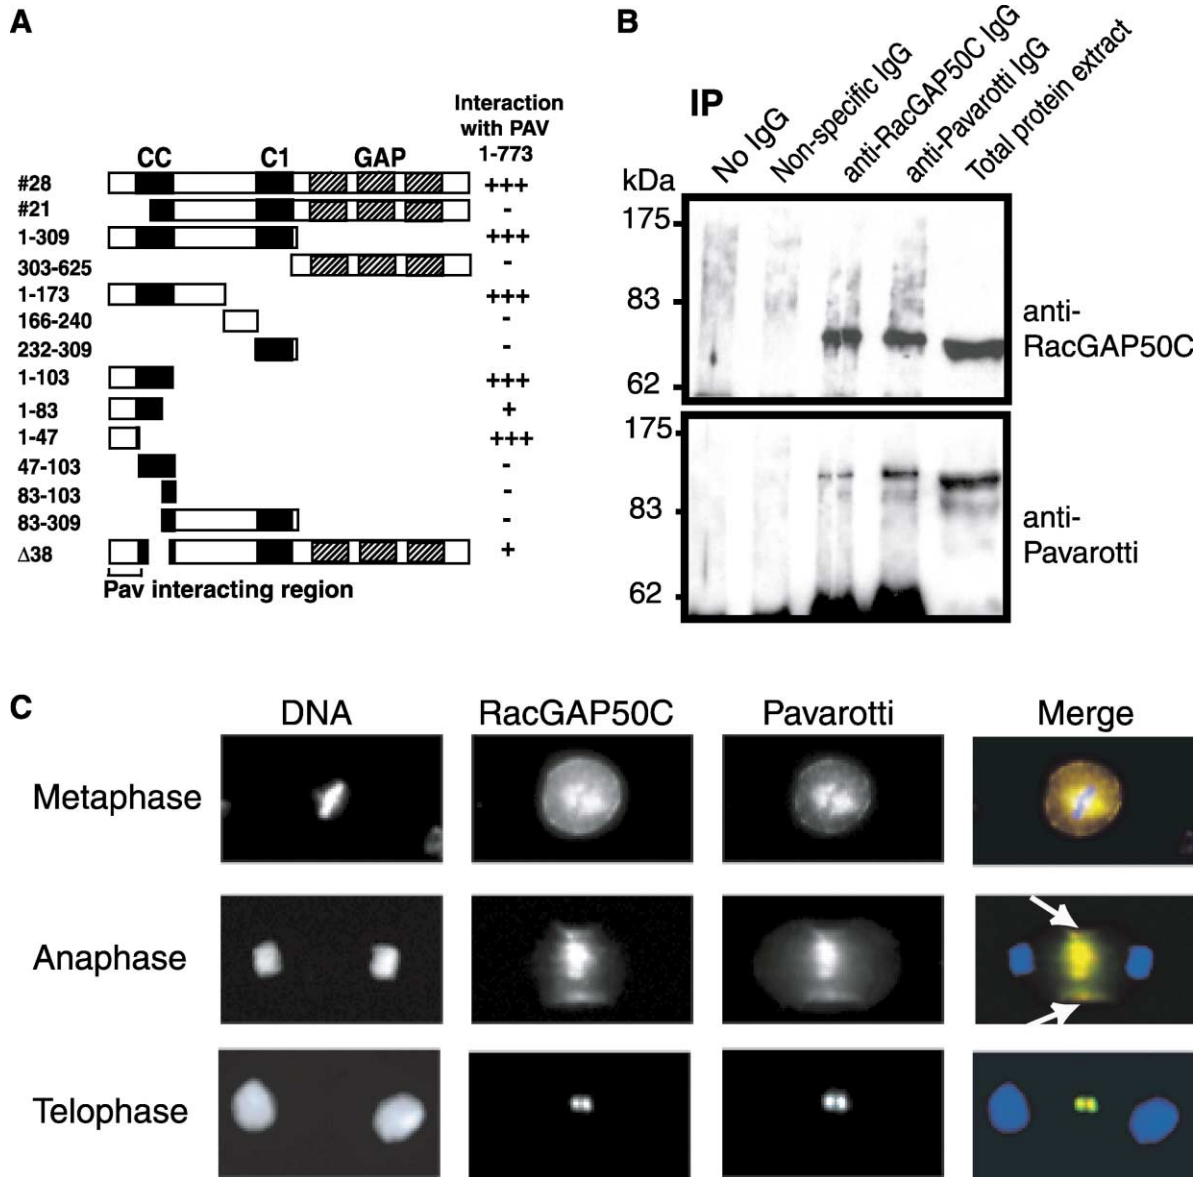 A
Interaction
with PAV
1-773
CC C1 GAP
#28 +++
#21 -
1-309 +++
303-625 -
1-173 +++
166-240 -
232-309 -
1-103 +++
1-83 +
1-47 +++
47-103 -
83-103 -
83-309 -
Δ38 +
Pav interacting region
B
IP
No IgG
Non-specific IgG
anti-RacGAP50C IgG
anti-Pavarotti IgG
Total protein extract
kDa
175
83
62
anti-
RacGAP50C
175
83
62
anti-
Pavarotti
C
DNA RacGAP50C Pavarotti Merge
Metaphase
Anaphase
Telophase